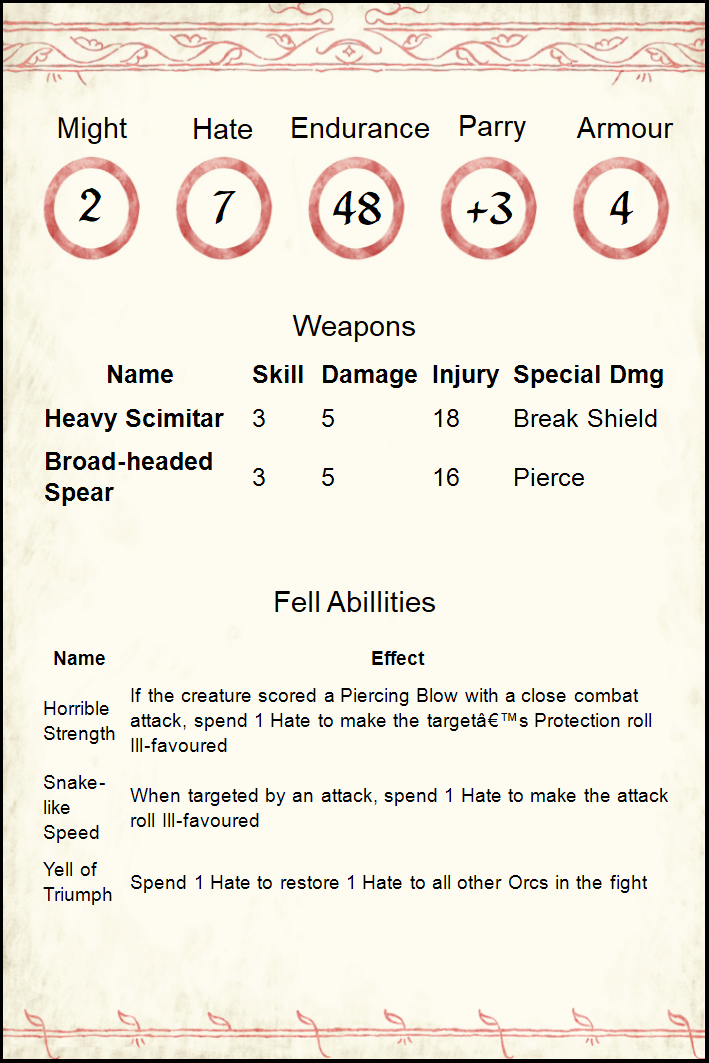 Might Hate Endurance Parry Armour
2 7 48 +3 4
Weapons
Name Skill Damage Injury Special Dmg
Heavy Scimitar 3 5 18 Break Shield
Broad-headed
Spear 3 5 16 Pierce
Fell Abillities
Name Effect
Horrible
Strength
If the creature scored a Piercing Blow with a close combat
attack, spend 1 Hate to make the targetâ€™s Protection roll
Ill-favoured
Snake-
like
Speed
When targeted by an attack, spend 1 Hate to make the attack
roll Ill-favoured
Yell of
Triumph
Spend 1 Hate to restore 1 Hate to all other Orcs in the fight